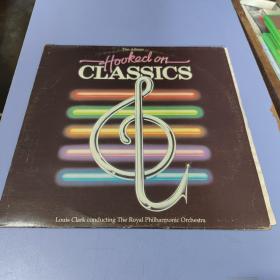 The Album
Hooked on
CLASSICS
Louis Clark conducting The Royal Philharmonic Orchestra